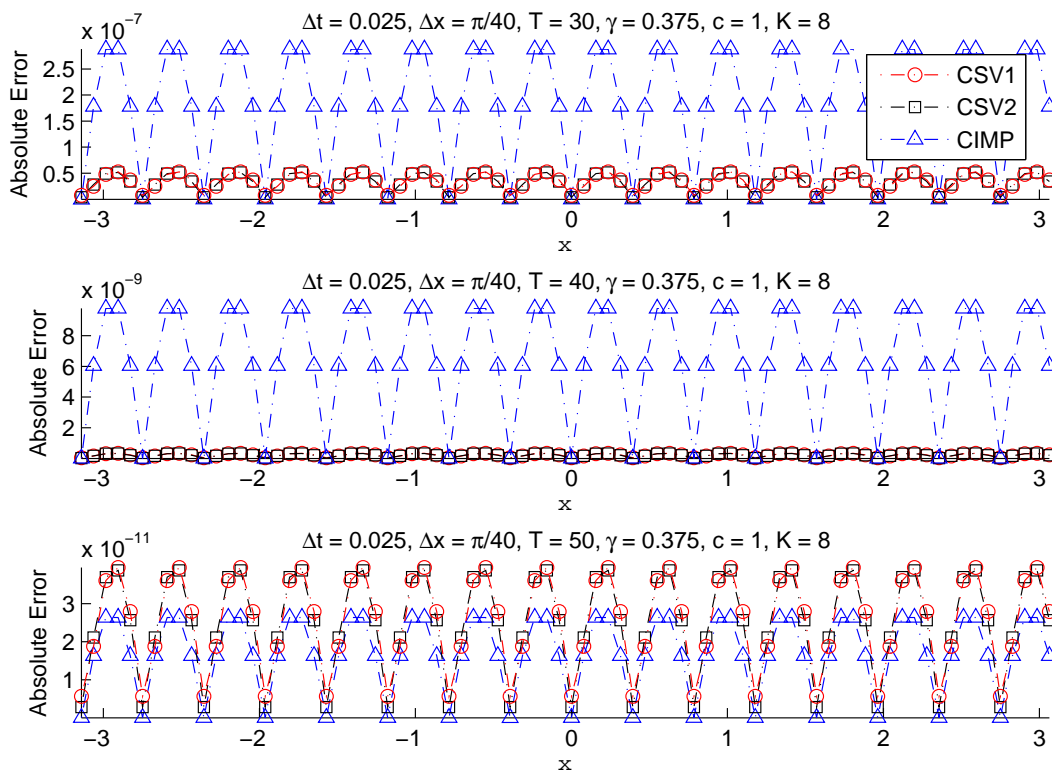 Δt = 0.025, Δx = π/40, T = 30, γ = 0.375, c = 1, K = 8
x 10⁻⁷
Absolute Error
2.5
2
1.5
1
0.5
CSV1
CSV2
CIMP
−3 −2 −1 0 1 2 3
x
Δt = 0.025, Δx = π/40, T = 40, γ = 0.375, c = 1, K = 8
x 10⁻⁹
Absolute Error
8
6
4
2
−3 −2 −1 0 1 2 3
x
Δt = 0.025, Δx = π/40, T = 50, γ = 0.375, c = 1, K = 8
x 10⁻¹¹
Absolute Error
3
2
1
−3 −2 −1 0 1 2 3
x